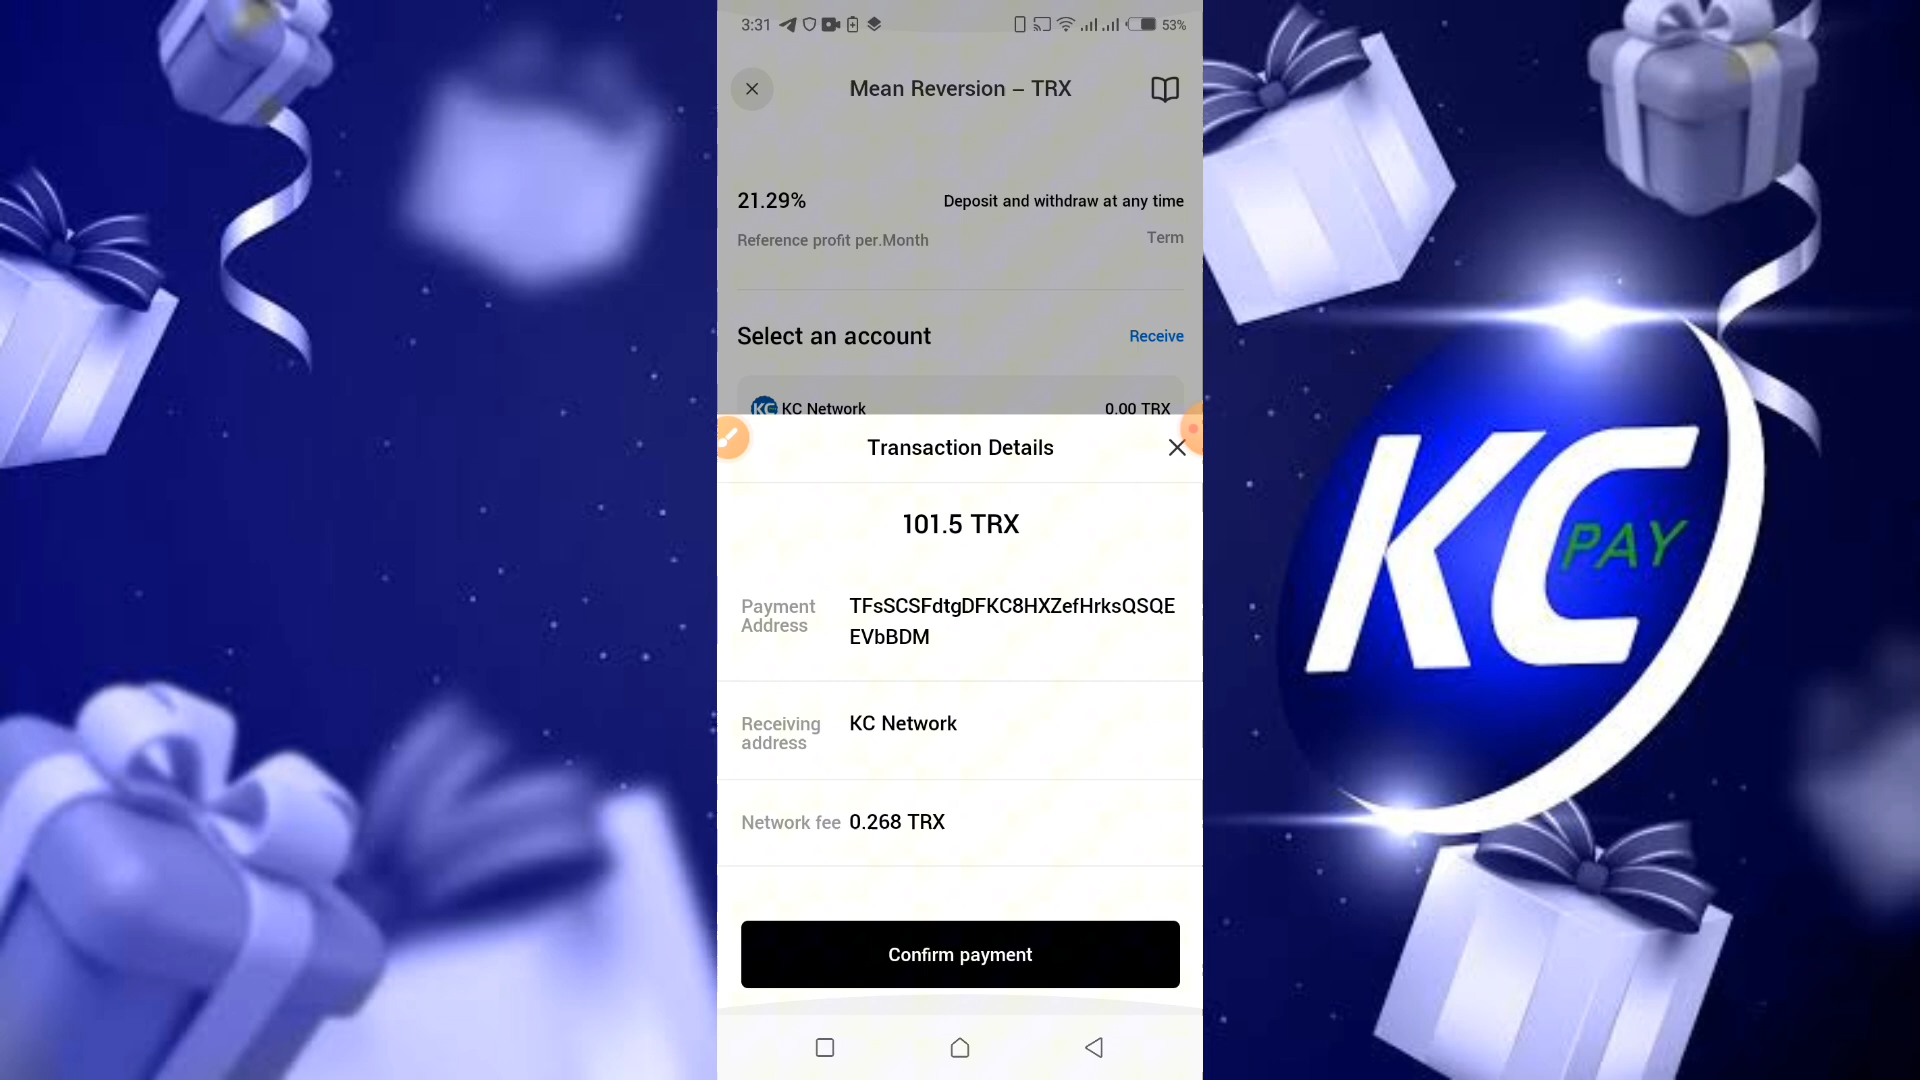 3:31
53%
Mean Reversion – TRX
21.29%
Deposit and withdraw at any time
Reference profit per.Month
Term
Select an account
Receive
KC
KC Network
0.00 TRX
Transaction Details
101.5 TRX
Payment
Address
TFsSCSFdtgDFKC8HXZefHrksQSQE
EVbBDM
Receiving
address
KC Network
Network fee
0.268 TRX
Confirm payment
KC
PAY